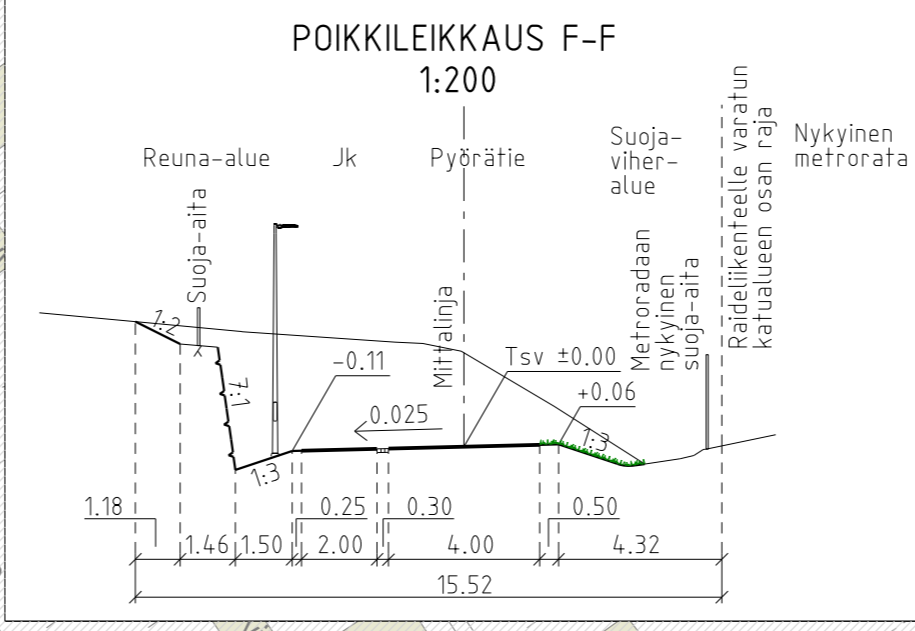 POIKKILEIKKAUS F-F
1:200
Reuna-alue
Jk
Pyörätie
Suoja-
viher-
alue
Raideliikenteelle varatun
katualueen osan raja
Nykyinen
metrorata
Suoja-aita
Mittalinja
Metroradaan
nykyinen
suoja-aita
1:2
7:1
1:3
-0.11
0.025
Tsv ±0.00
+0.06
1:3
1.18
0.25
0.30
0.50
1.46
1.50
2.00
4.00
4.32
15.52